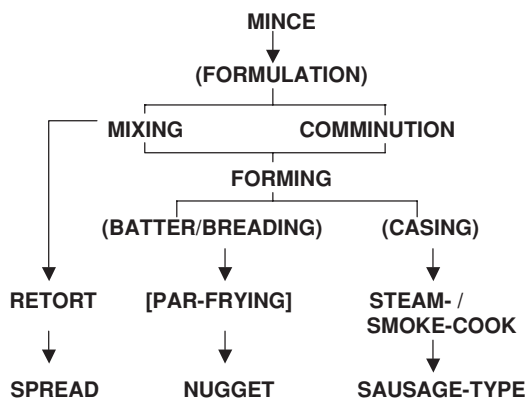 MINCE
(FORMULATION)
MIXING COMMINUTION
FORMING
(BATTER/BREADING) (CASING)
RETORT [PAR-FRYING] STEAM- /
SMOKE-COOK
SPREAD NUGGET SAUSAGE-TYPE